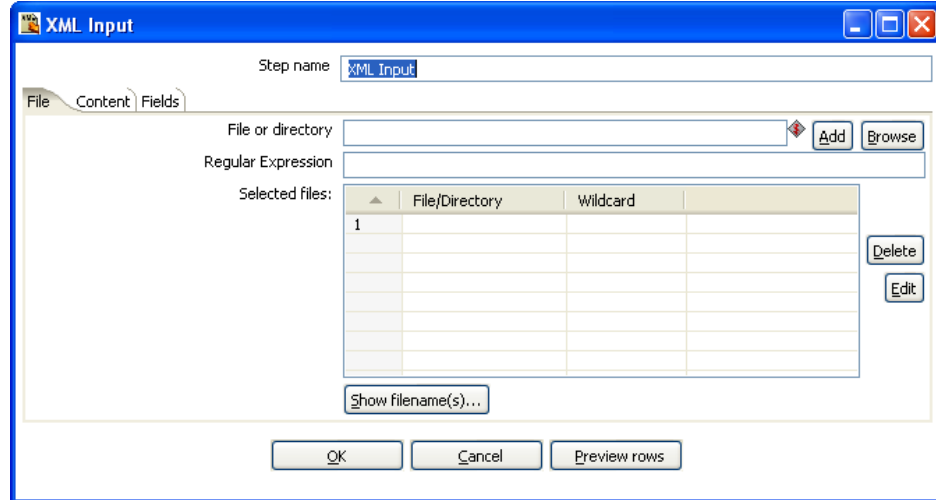 XML Input
Step name XML Input
File Content Fields
File or directory Add Browse
Regular Expression
Selected files: File/Directory Wildcard
1
Delete
Edit
Show filename(s)...
OK Cancel Preview rows